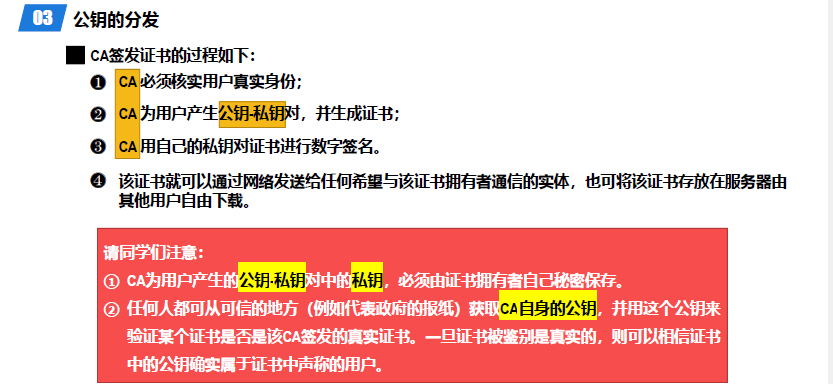 03 公钥的分发
CA签发证书的过程如下：
❶ CA 必须核实用户真实身份；
❷ CA 为用户产生公钥-私钥对，并生成证书；
❸ CA 用自己的私钥对证书进行数字签名。
❹ 该证书就可以通过网络发送给任何希望与该证书拥有者通信的实体，也可将该证书存放在服务器由
其他用户自由下载。
请同学们注意：
① CA为用户产生的公钥-私钥对中的私钥，必须由证书拥有者自己秘密保存。
② 任何人都可从可信的地方（例如代表政府的报纸）获取CA自身的公钥，并用这个公钥来
验证某个证书是否是该CA签发的真实证书。一旦证书被鉴别是真实的，则可以相信证书
中的公钥确实属于证书中声称的用户。